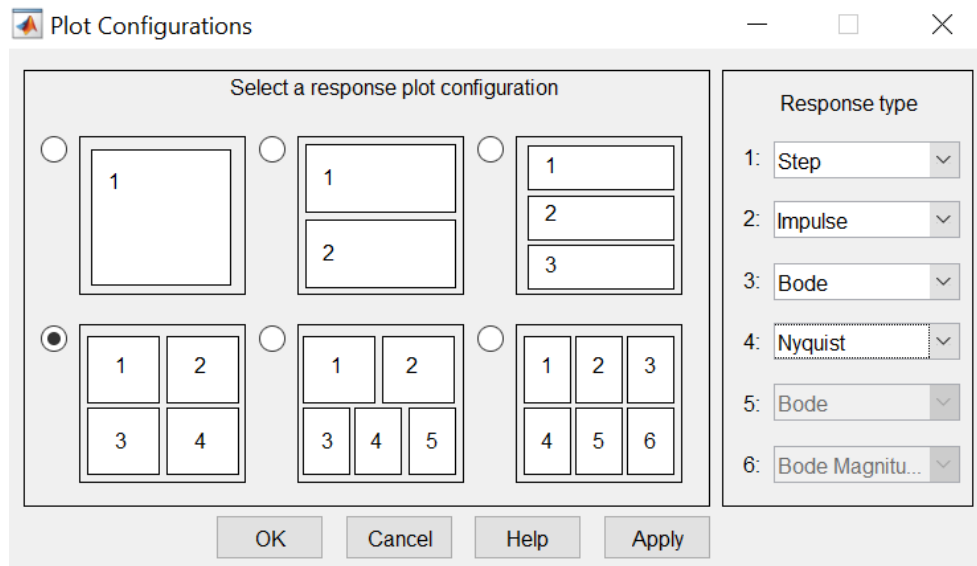 Plot Configurations
Select a response plot configuration
1
1
2
1
2
3
1 2
3 4
1 2
3 4 5
1 2 3
4 5 6
Response type
1: Step
2: Impulse
3: Bode
4: Nyquist
5: Bode
6: Bode Magnitu...
OK Cancel Help Apply